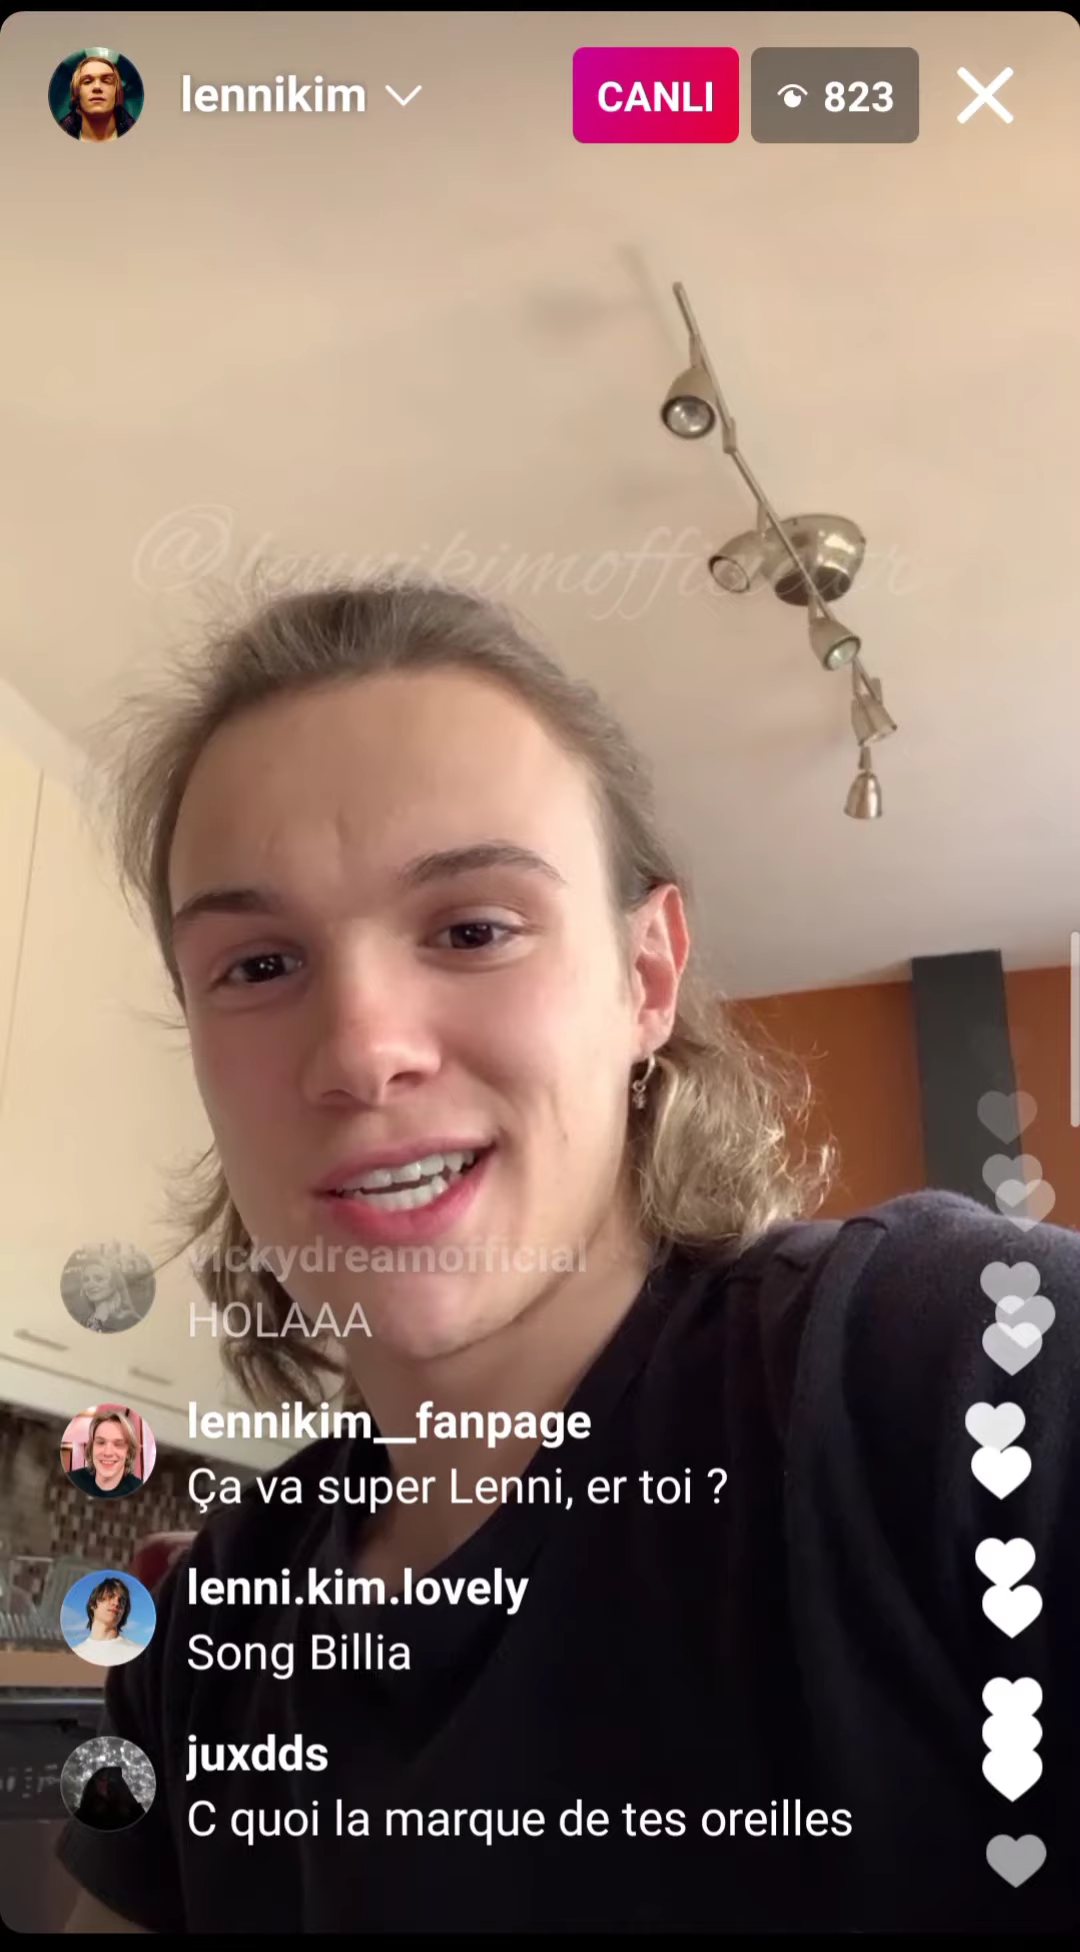 lennikim
CANLI
823
vickydreamofficial
HOLAAA
lennikim__fanpage
Ça va super Lenni, er toi ?
lenni.kim.lovely
Song Billia
juxdds
C quoi la marque de tes oreilles